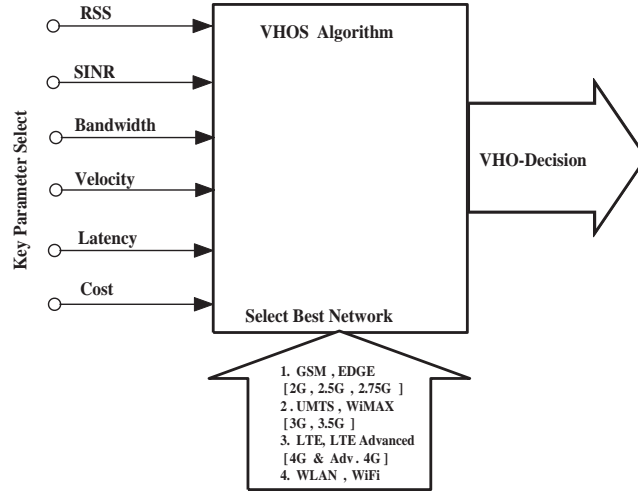 RSS
SINR
Bandwidth
Velocity
Latency
Cost
Key Parameter Select
VHOS Algorithm
Select Best Network
VHO-Decision
1. GSM , EDGE
[ 2G , 2.5G , 2.75G ]
2 . UMTS , WiMAX
[ 3G , 3.5G ]
3. LTE, LTE Advanced
[ 4G & Adv . 4G ]
4. WLAN , WiFi